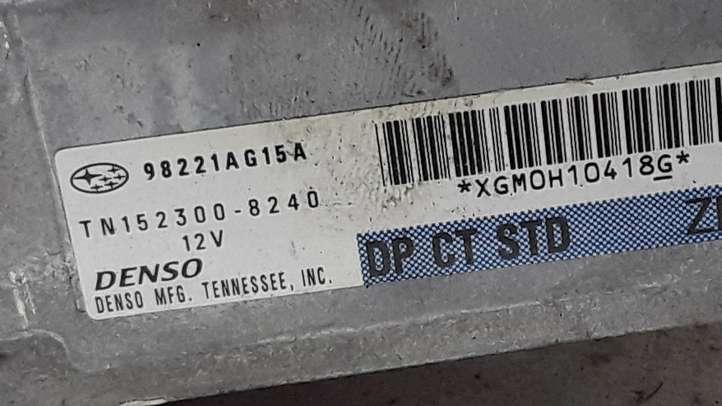 98221AG15A
TN152300-8240
12V
DENSO
DENSO MFG. TENNESSEE, INC.
*XGM0H10418G*
DP CT STD